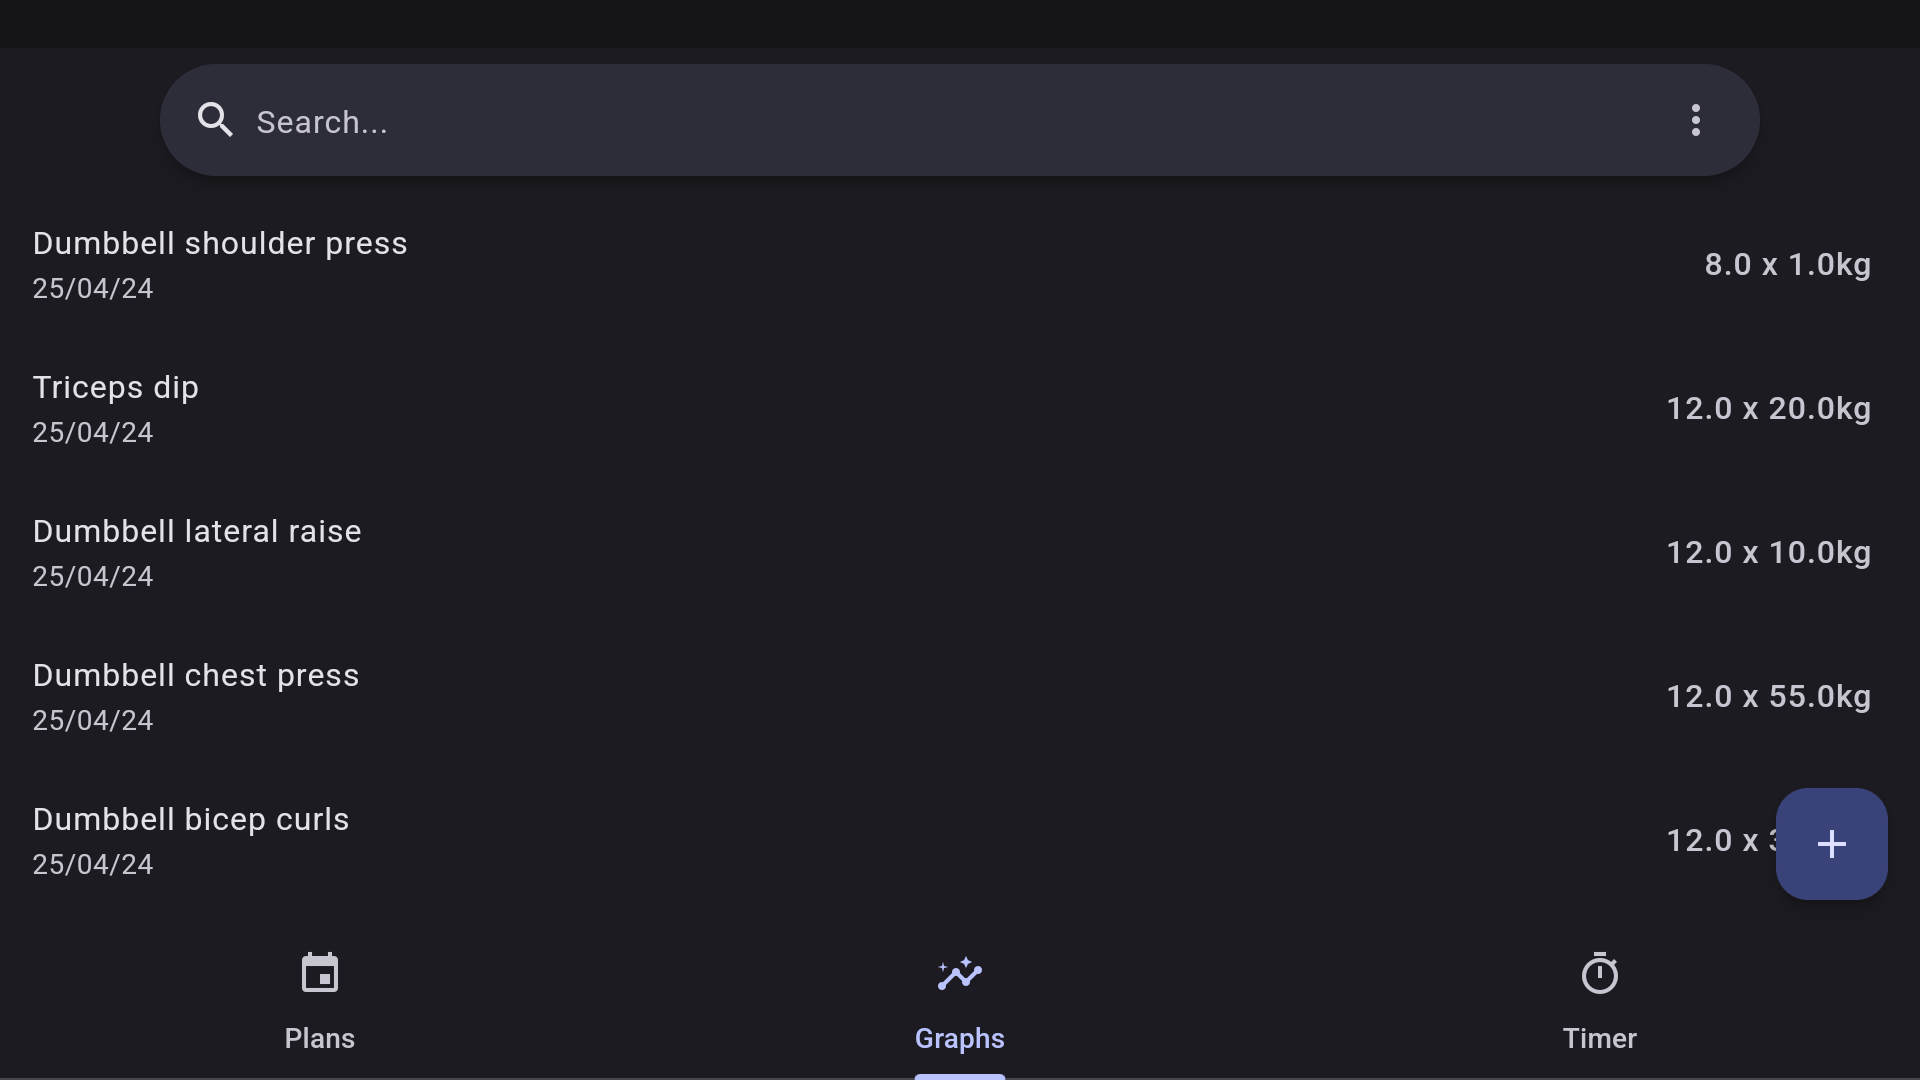 Search...
Dumbbell shoulder press
25/04/24
8.0 x 1.0kg
Triceps dip
25/04/24
12.0 x 20.0kg
Dumbbell lateral raise
25/04/24
12.0 x 10.0kg
Dumbbell chest press
25/04/24
12.0 x 55.0kg
Dumbbell bicep curls
25/04/24
12.0 x
Plans
Graphs
Timer